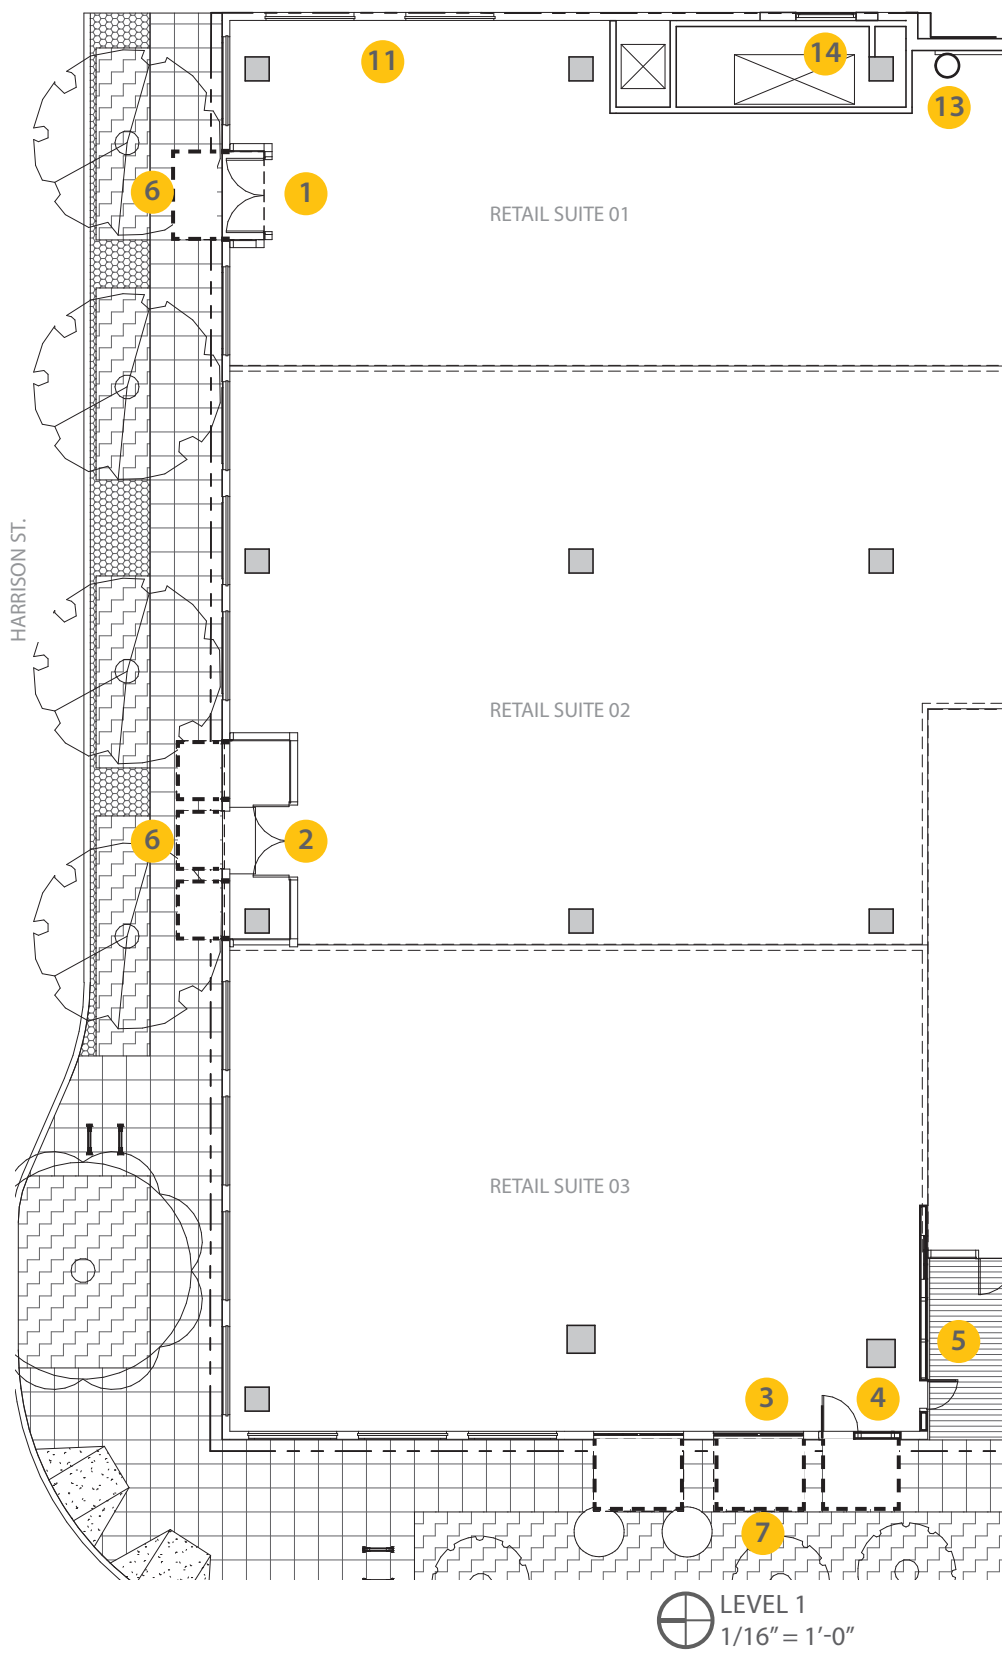 11
14
13
6
1
RETAIL SUITE 01
HARRISON ST.
RETAIL SUITE 02
6
2
RETAIL SUITE 03
5
3
4
7
LEVEL 1
1/16” = 1’-0”